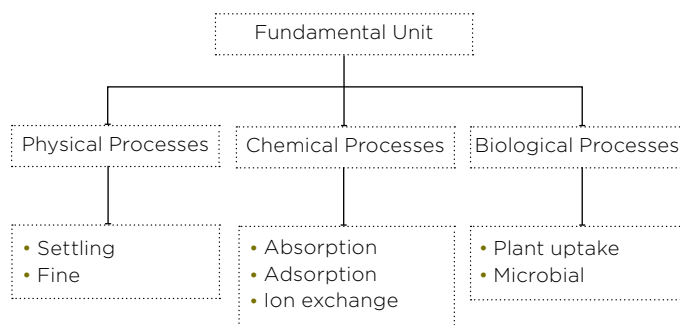 Fundamental Unit
Physical Processes
Chemical Processes
Biological Processes
• Settling
• Fine
• Absorption
• Adsorption
• Ion exchange
• Plant uptake
• Microbial